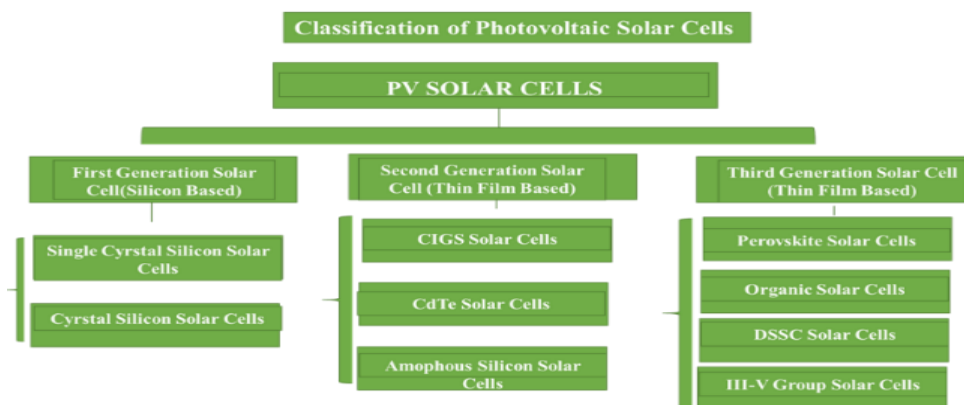 Classification of Photovoltaic Solar Cells
PV SOLAR CELLS
First Generation Solar
Cell(Silicon Based)
Single Cyrstal Silicon Solar
Cells
Cyrstal Silicon Solar Cells
Second Generation Solar
Cell (Thin Film Based)
CIGS Solar Cells
CdTe Solar Cells
Amophous Silicon Solar
Cells
Third Generation Solar Cell
(Thin Film Based)
Perovskite Solar Cells
Organic Solar Cells
DSSC Solar Cells
III-V Group Solar Cells